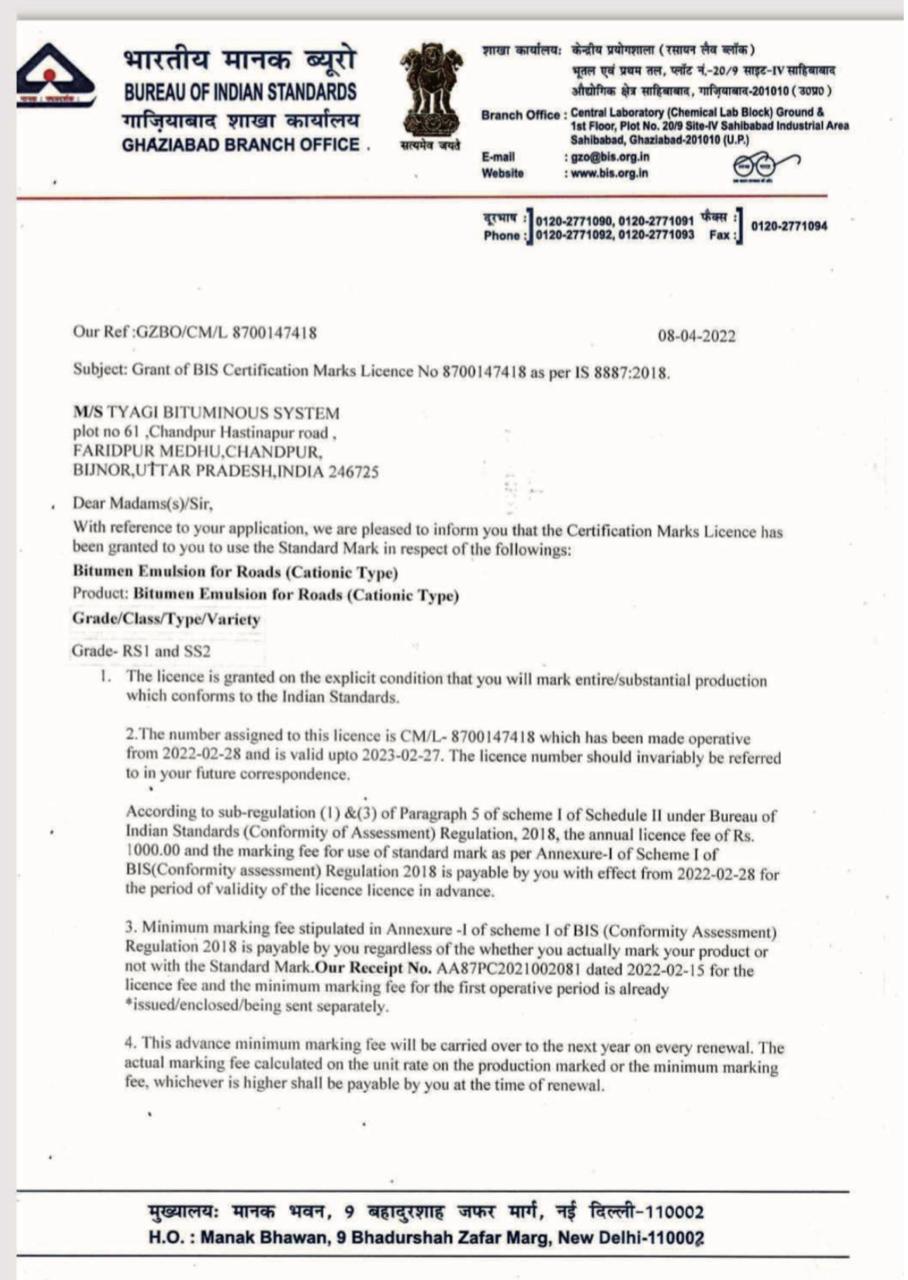 भारतीय मानक ब्यूरो
BUREAU OF INDIAN STANDARDS
गाज़ियाबाद शाखा कार्यालय
GHAZIABAD BRANCH OFFICE .
सत्यमेव जयते
शाखा कार्यालय: केन्द्रीय प्रयोगशाला (रसायन लैव ब्लॉक)
भूतल एवं प्रथम तल, प्लॉट नं.-20/9 साइट-IV साहिबाबाद
औद्योगिक क्षेत्र साहिबाबाद, गाजियाबाद-201010 (उ0प्र0)
Branch Office : Central Laboratory (Chemical Lab Block) Ground &
1st Floor, Plot No. 20/9 Site-IV Sahibabad Industrial Area
Sahibabad, Ghaziabad-201010 (U.P.)
E-mail : gzo@bis.org.in
Website : www.bis.org.in
दूरभाष : 0120-2771090, 0120-2771091 फैक्स :
Phone : 0120-2771092, 0120-2771093 Fax : 0120-2771094
Our Ref :GZBO/CM/L 8700147418 08-04-2022
Subject: Grant of BIS Certification Marks Licence No 8700147418 as per IS 8887:2018.
M/S TYAGI BITUMINOUS SYSTEM
plot no 61 ,Chandpur Hastinapur road ,
FARIDPUR MEDHU,CHANDPUR,
BIJNOR,UTTAR PRADESH,INDIA 246725
Dear Madams(s)/Sir,
With reference to your application, we are pleased to inform you that the Certification Marks Licence has
been granted to you to use the Standard Mark in respect of the followings:
Bitumen Emulsion for Roads (Cationic Type)
Product: Bitumen Emulsion for Roads (Cationic Type)
Grade/Class/Type/Variety
Grade- RS1 and SS2
1. The licence is granted on the explicit condition that you will mark entire/substantial production
which conforms to the Indian Standards.
2.The number assigned to this licence is CM/L- 8700147418 which has been made operative
from 2022-02-28 and is valid upto 2023-02-27. The licence number should invariably be referred
to in your future correspondence.
According to sub-regulation (1) &(3) of Paragraph 5 of scheme I of Schedule II under Bureau of
Indian Standards (Conformity of Assessment) Regulation, 2018, the annual licence fee of Rs.
1000.00 and the marking fee for use of standard mark as per Annexure-I of Scheme I of
BIS(Conformity assessment) Regulation 2018 is payable by you with effect from 2022-02-28 for
the period of validity of the licence licence in advance.
3. Minimum marking fee stipulated in Annexure -I of scheme I of BIS (Conformity Assessment)
Regulation 2018 is payable by you regardless of the whether you actually mark your product or
not with the Standard Mark.Our Receipt No. AA87PC2021002081 dated 2022-02-15 for the
licence fee and the minimum marking fee for the first operative period is already
*issued/enclosed/being sent separately.
4. This advance minimum marking fee will be carried over to the next year on every renewal. The
actual marking fee calculated on the unit rate on the production marked or the minimum marking
fee, whichever is higher shall be payable by you at the time of renewal.
मुख्यालय: मानक भवन, 9 बहादुरशाह जफर मार्ग, नई दिल्ली-110002
H.O. : Manak Bhawan, 9 Bhadurshah Zafar Marg, New Delhi-110002